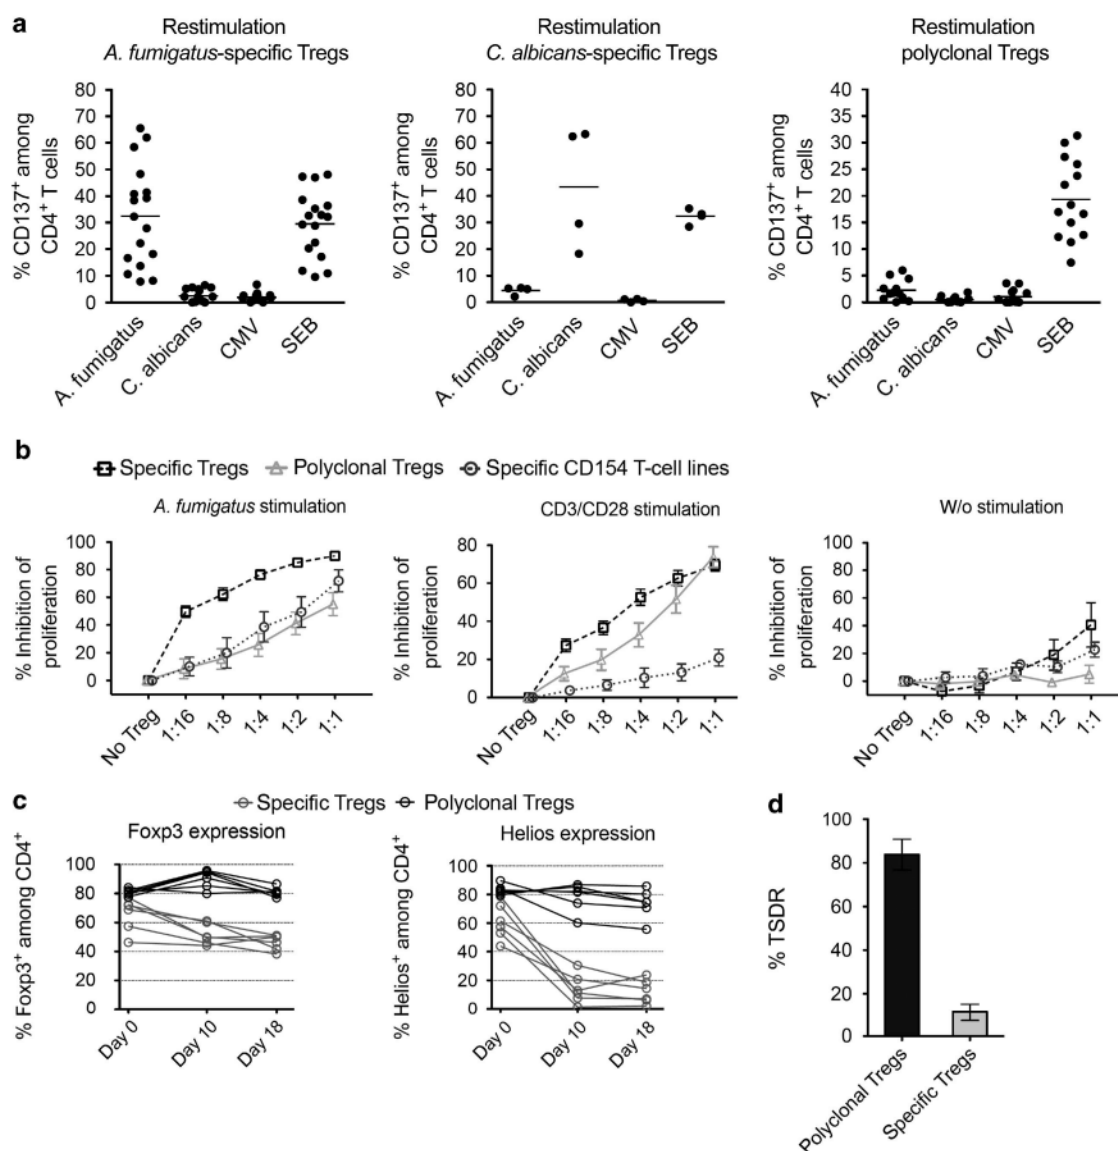 a
Restimulation
A. fumigatus-specific Tregs
% CD137+ among
CD4+ T cells
80
70
60
50
40
30
20
10
0
A. fumigatus
C. albicans
CMV
SEB
Restimulation
C. albicans-specific Tregs
% CD137+ among
CD4+ T cells
80
70
60
50
40
30
20
10
0
A. fumigatus
C. albicans
CMV
SEB
Restimulation
polyclonal Tregs
% CD137+ among
CD4+ T cells
40
35
30
25
20
15
10
5
0
A. fumigatus
C. albicans
CMV
SEB
b
Specific Tregs Polyclonal Tregs Specific CD154 T-cell lines
A. fumigatus stimulation
% Inhibition of
proliferation
100
80
60
40
20
0
No Treg
1:16
1:8
1:4
1:2
1:1
CD3/CD28 stimulation
% Inhibition of
proliferation
80
60
40
20
0
No Treg
1:16
1:8
1:4
1:2
1:1
W/o stimulation
% Inhibition of
proliferation
100
80
60
40
20
0
No Treg
1:16
1:8
1:4
1:2
1:1
c
Specific Tregs Polyclonal Tregs
Foxp3 expression
% Foxp3+ among CD4+
100
80
60
40
20
0
Day 0
Day 10
Day 18
Helios expression
% Helios+ among CD4+
100
80
60
40
20
0
Day 0
Day 10
Day 18
d
% TSDR
100
80
60
40
20
0
Polyclonal Tregs
Specific Tregs